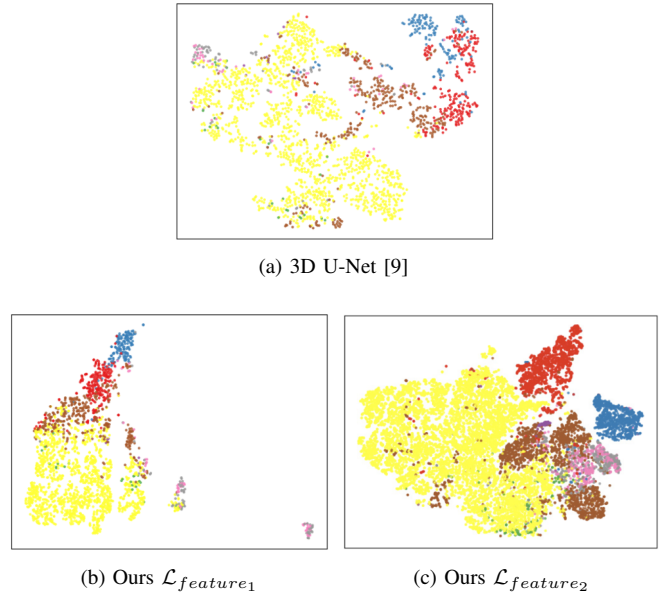 (a) 3D U-Net [9]
(b) Ours $\mathcal{L}_{feature_1}$
(c) Ours $\mathcal{L}_{feature_2}$